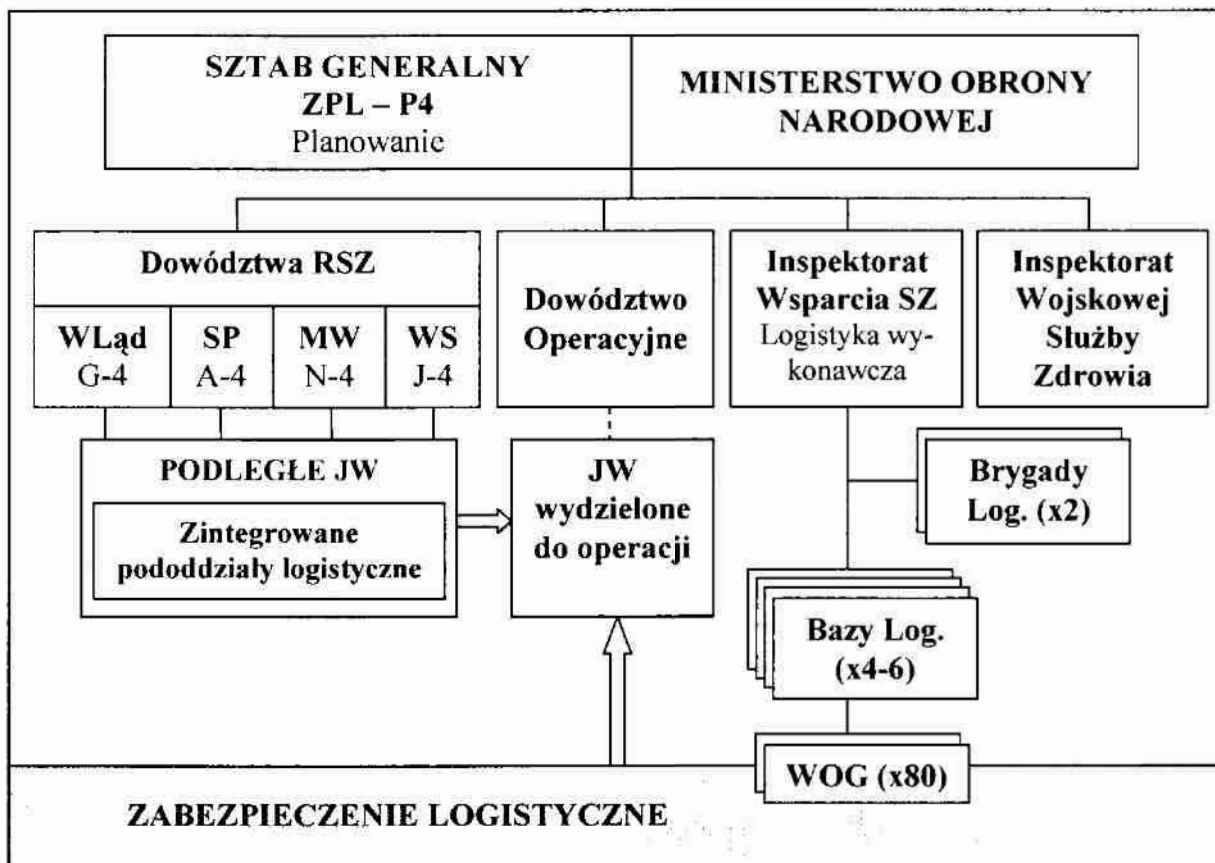 SZTAB GENERALNY
ZPL – P4
Planowanie
MINISTERSTWO OBRONY
NARODOWEJ
Dowództwa RSZ
WLąd
G-4
SP
A-4
MW
N-4
WS
J-4
Dowództwo
Operacyjne
Inspektorat
Wsparcia SZ
Logistyka wy-
konawcza
Inspektorat
Wojskowej
Służby
Zdrowia
PODLEGŁE JW
Zintegrowane
pododdziały logistyczne
JW
wydzielone
do operacji
Brygady
Log. (x2)
Bazy Log.
(x4-6)
WOG (x80)
ZABEZPIECZENIE LOGISTYCZNE